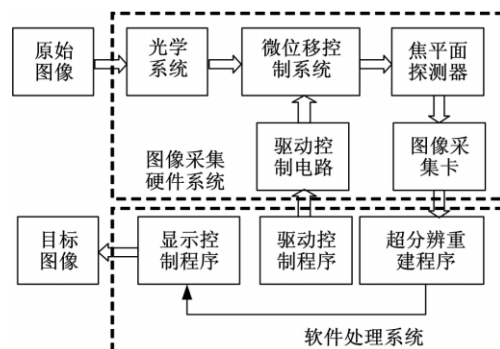 原始
图像
光学
系统
微位移控
制系统
焦平面
探测器
图像采集
硬件系统
驱动控
制电路
图像采
集卡
目标
图像
显示控
制程序
驱动控
制程序
超分辨重
建程序
软件处理系统